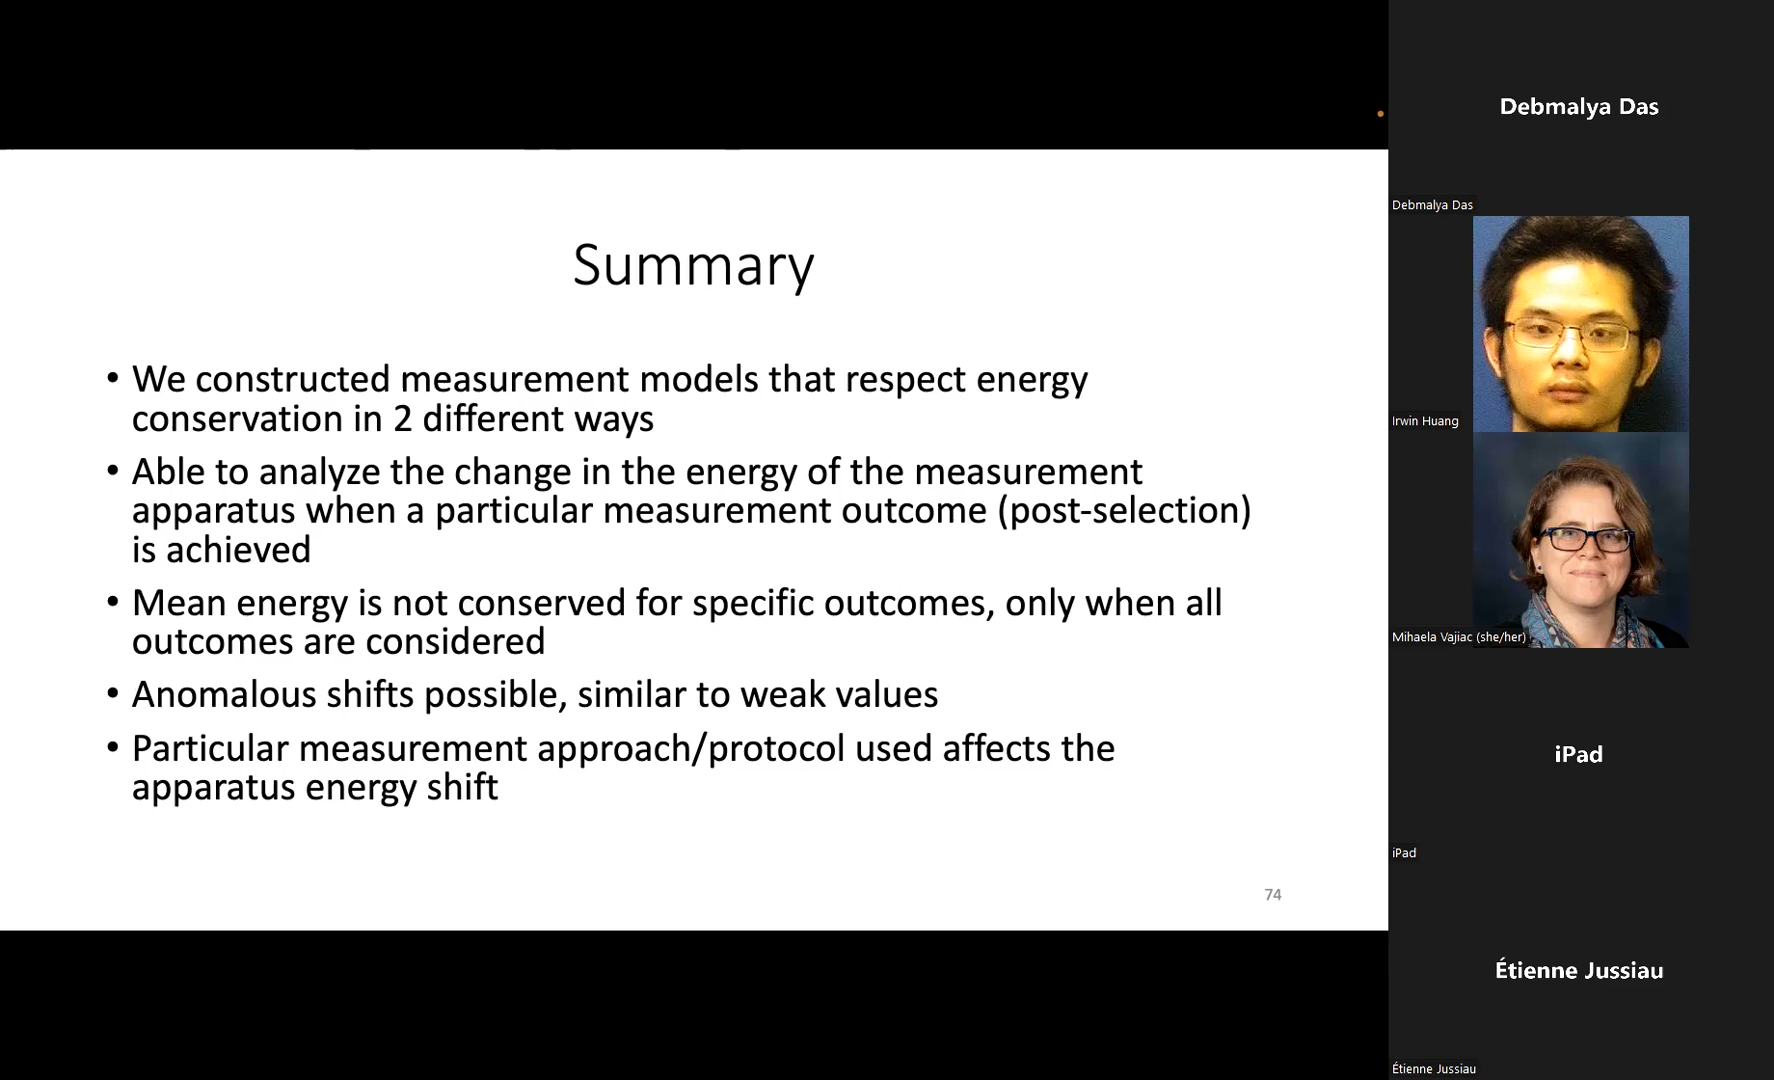 Summary
• We constructed measurement models that respect energy
conservation in 2 different ways
• Able to analyze the change in the energy of the measurement
apparatus when a particular measurement outcome (post-selection)
is achieved
• Mean energy is not conserved for specific outcomes, only when all
outcomes are considered
• Anomalous shifts possible, similar to weak values
• Particular measurement approach/protocol used affects the
apparatus energy shift
74
Debmalya Das
Debmalya Das
Irwin Huang
Mihaela Vajiac (she/her)
iPad
iPad
Étienne Jussiau
Étienne Jussiau